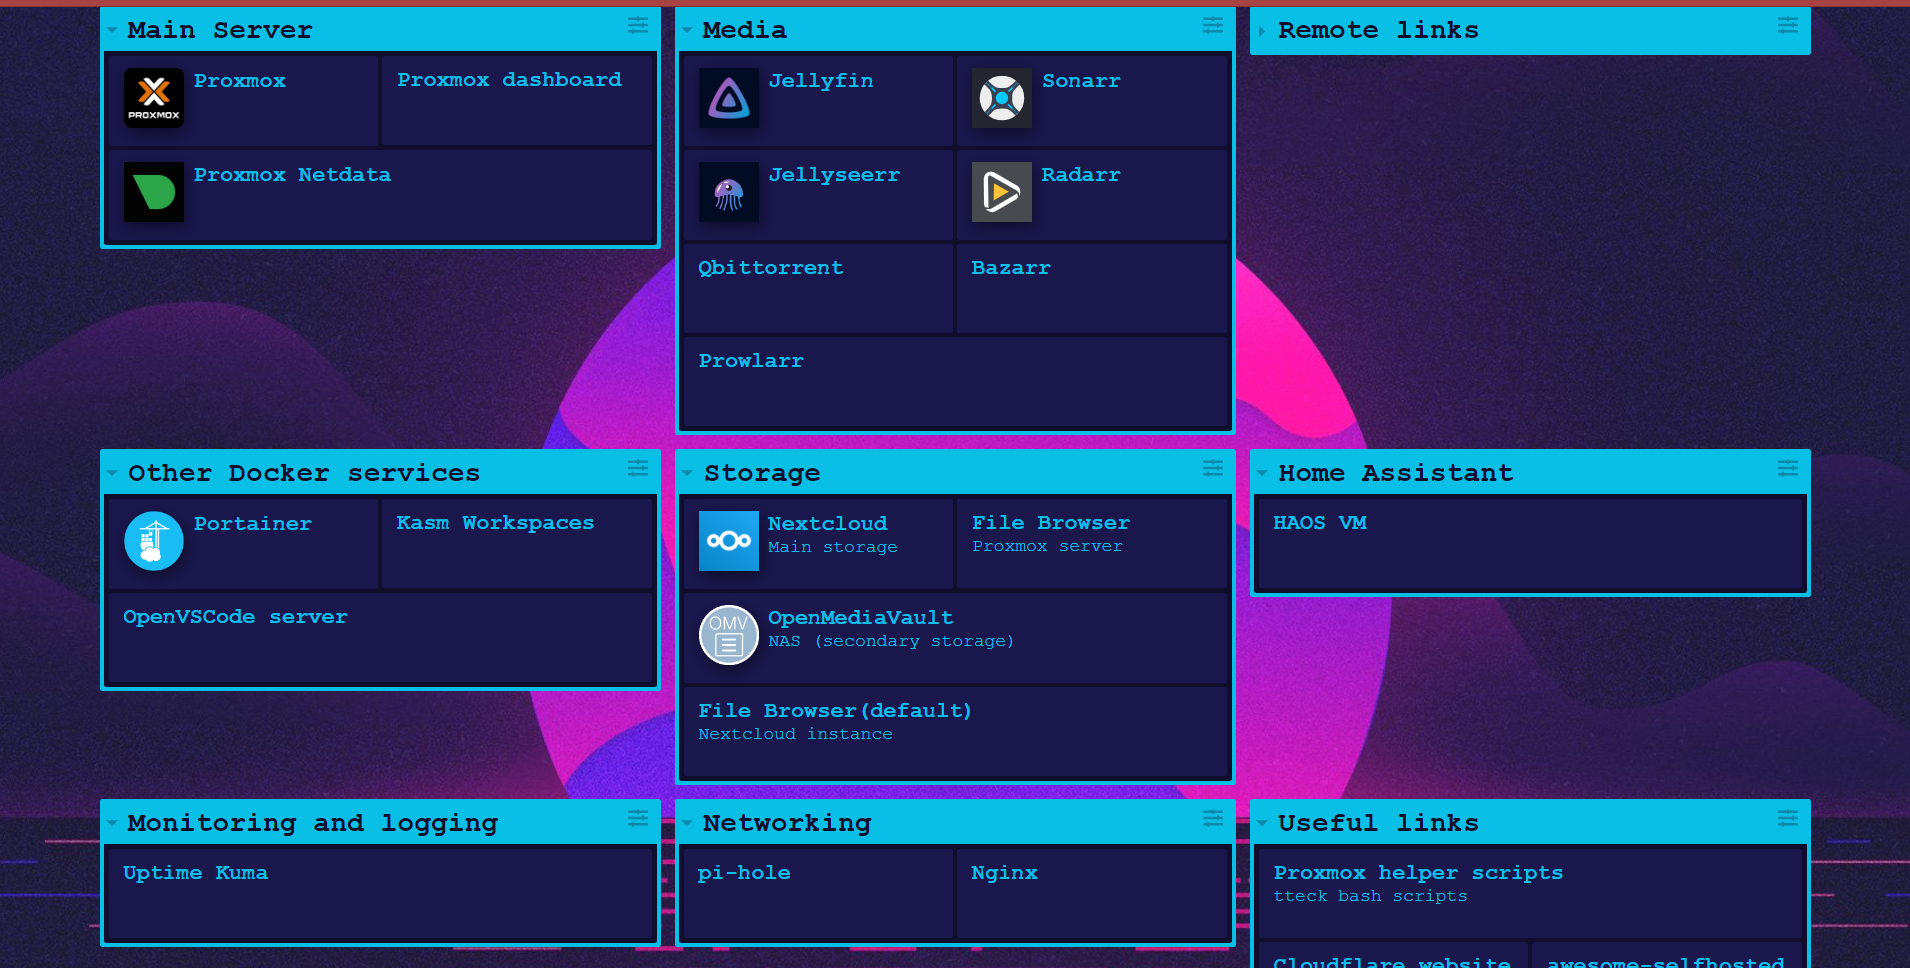 Main Server
PROXMOX
Proxmox
Proxmox dashboard
Proxmox Netdata
Media
Jellyfin
Sonarr
Jellyseerr
Radarr
Qbittorrent
Bazarr
Prowlarr
Remote links
Other Docker services
Portainer
Kasm Workspaces
OpenVSCode server
Storage
Nextcloud
Main storage
File Browser
Proxmox server
OMV
OpenMediaVault
NAS (secondary storage)
File Browser(default)
Nextcloud instance
Home Assistant
HAOS VM
Monitoring and logging
Uptime Kuma
Networking
pi-hole
Nginx
Useful links
Proxmox helper scripts
tteck bash scripts
Cloudflare website
awesome-selfhosted